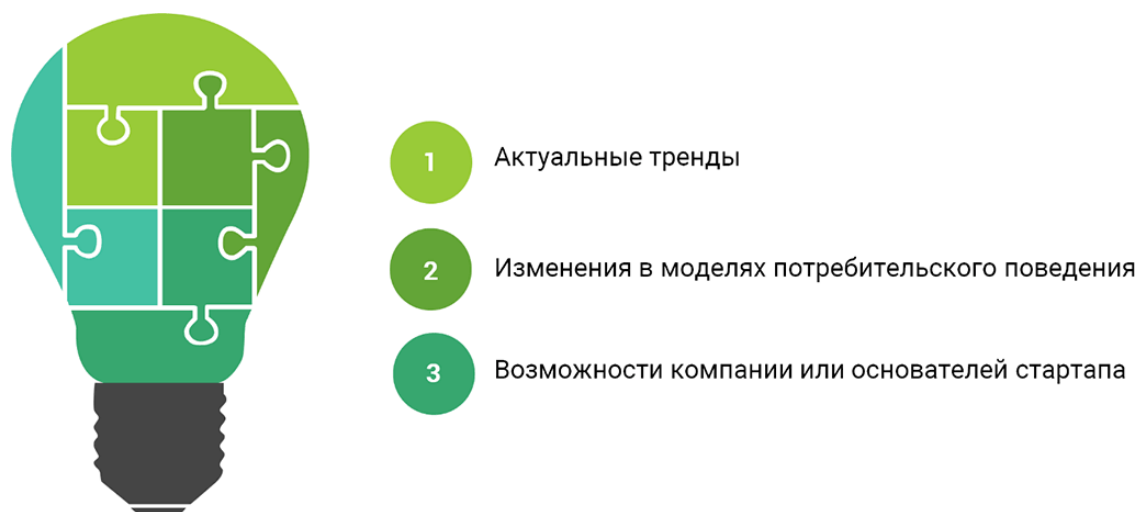 1 Актуальные тренды
2 Изменения в моделях потребительского поведения
3 Возможности компании или основателей стартапа